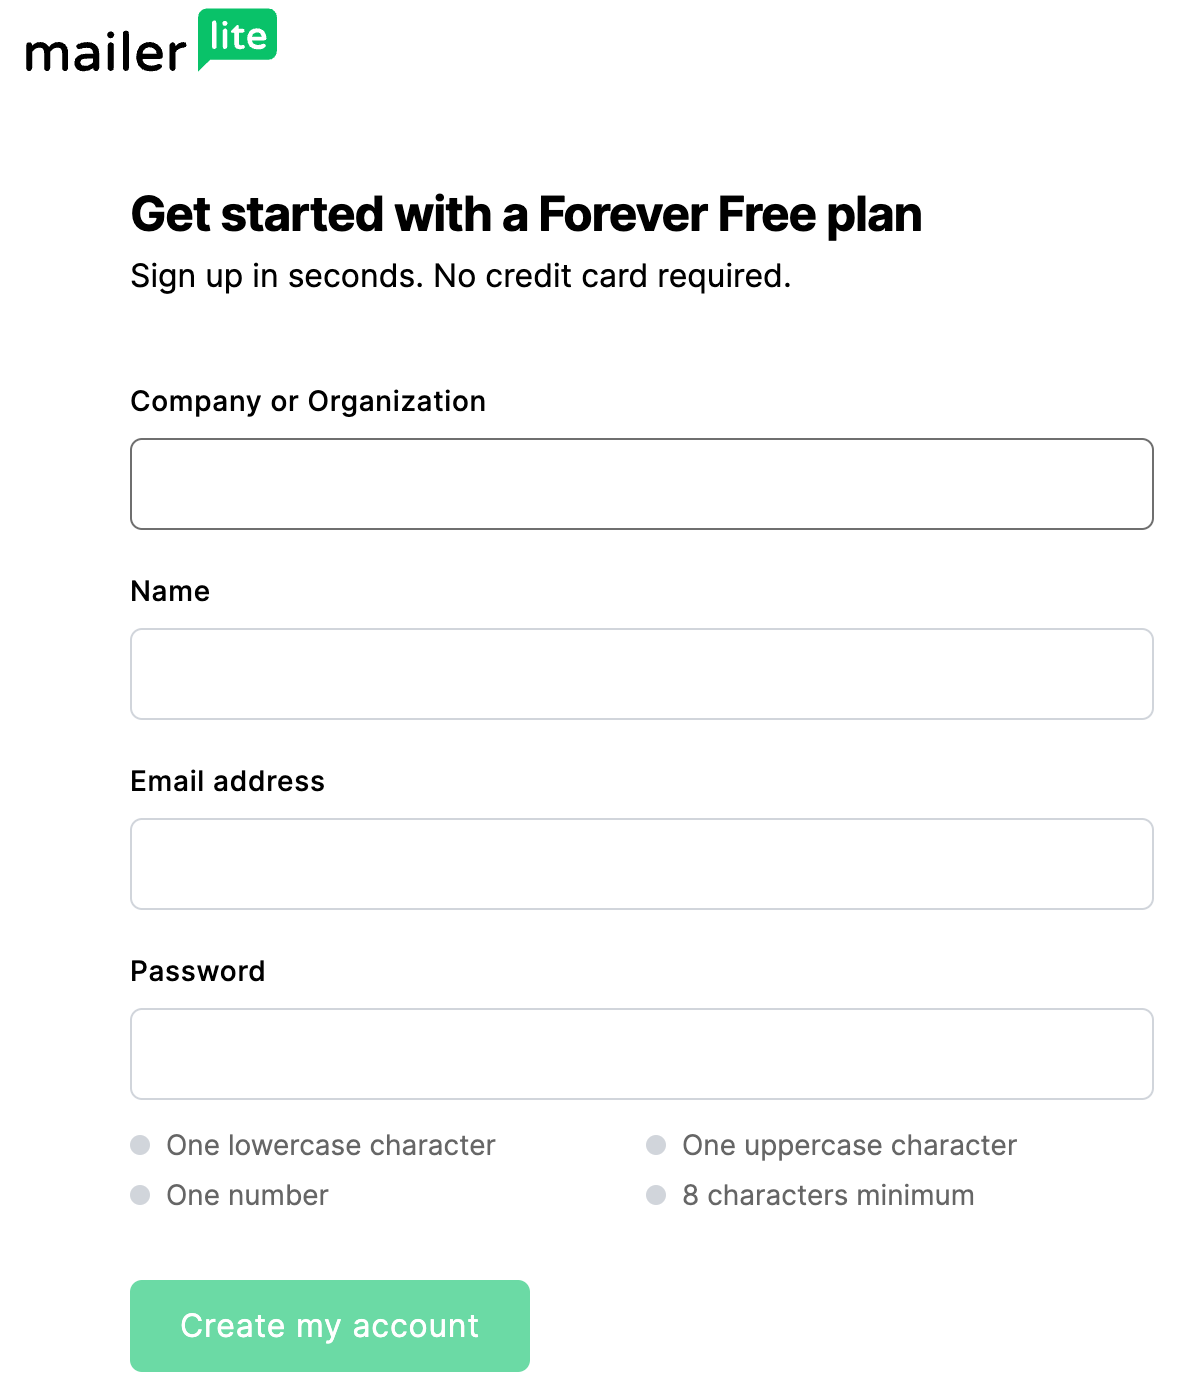 mailer lite
Get started with a Forever Free plan
Sign up in seconds. No credit card required.
Company or Organization
Name
Email address
Password
One lowercase character
One uppercase character
One number
8 characters minimum
Create my account